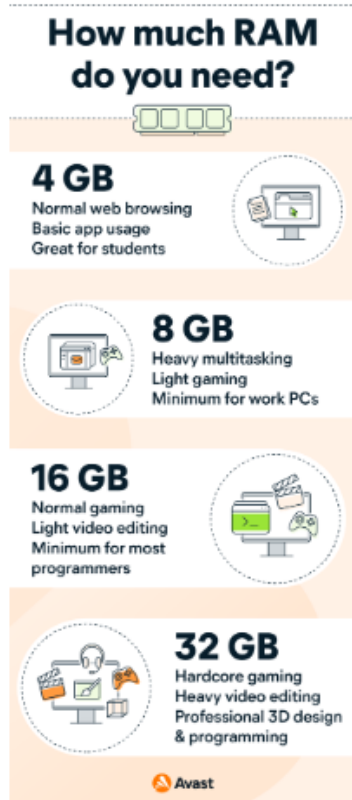 How much RAM
do you need?
4 GB
Normal web browsing
Basic app usage
Great for students
8 GB
Heavy multitasking
Light gaming
Minimum for work PCs
16 GB
Normal gaming
Light video editing
Minimum for most
programmers
>_
32 GB
Hardcore gaming
Heavy video editing
Professional 3D design
& programming
Avast